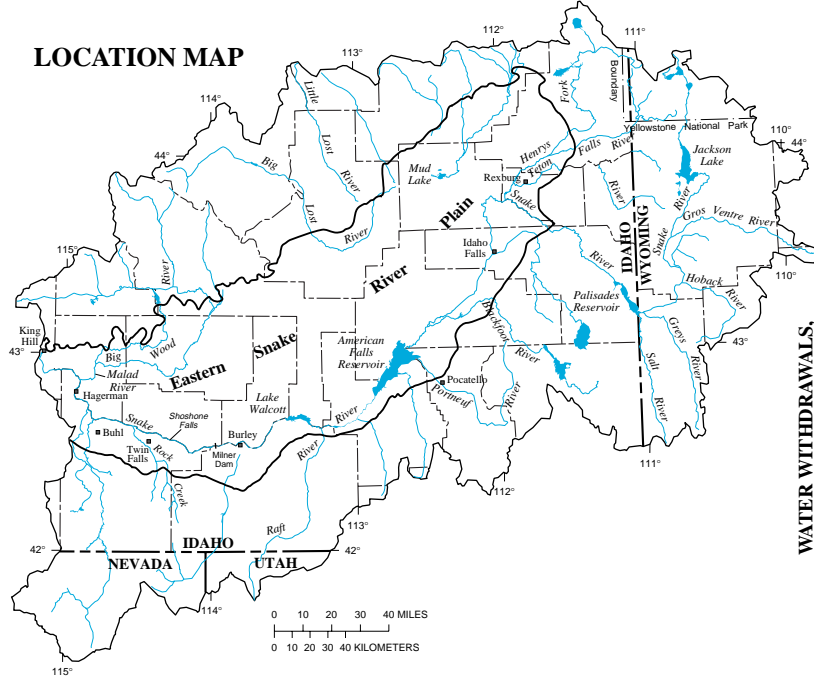 LOCATION MAP
113°
112°
111°
114°
44°
115°
110°
44°
110°
43°
Little
Lost
River
Big
Lost
River
Mud
Lake
Henrys
Fork
Falls
River
Teton
River
Rexburg
Snake
River
Boundary
Yellowstone National Park
Jackson
Lake
Snake
River
Gros Ventre River
Hoback
River
IDAHO
WYOMING
Idaho
Falls
Palisades
Reservoir
Greys
River
Salt
River
Blackfoot
River
Eastern
Snake
River
Plain
American
Falls
Reservoir
Pocatello
Portneuf
River
King
Hill
43°
River
Big
Wood
Malad
River
Hagerman
Snake
Shoshone
Falls
Lake
Walcott
River
Buhl
Twin
Falls
Rock
Creek
Burley
Milner
Dam
River
Raft
112°
111°
113°
42°
42°
IDAHO
NEVADA
UTAH
114°
115°
0 10 20 30 40 MILES
0 10 20 30 40 KILOMETERS
WATER WITHDRAWALS,